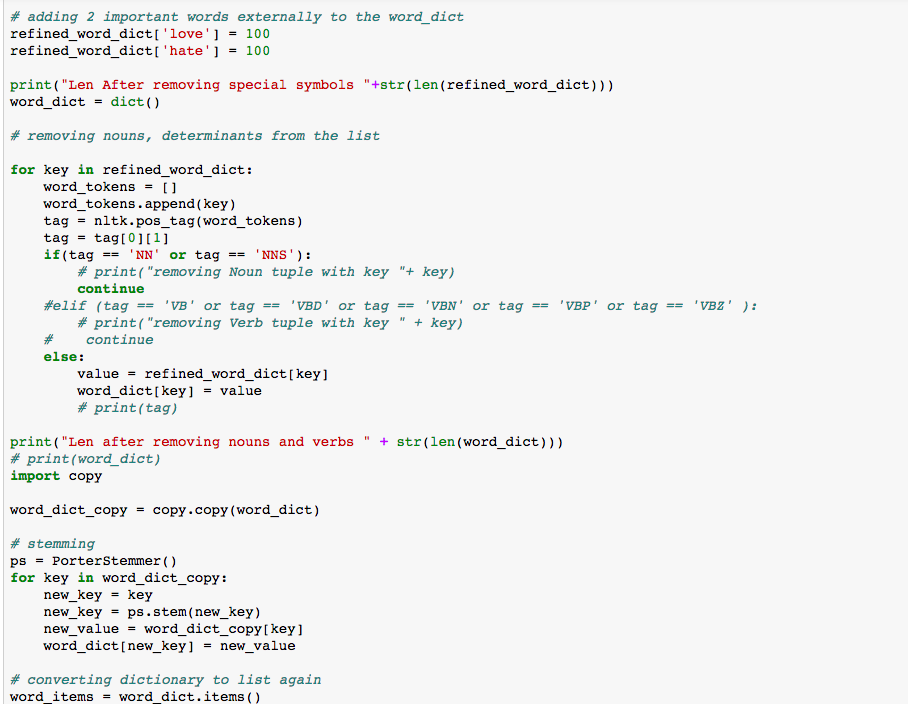 # adding 2 important words externally to the word_dict
refined_word_dict['love'] = 100
refined_word_dict['hate'] = 100

print("Len After removing special symbols "+str(len(refined_word_dict)))
word_dict = dict()

# removing nouns, determinants from the list

for key in refined_word_dict:
    word_tokens = []
    word_tokens.append(key)
    tag = nltk.pos_tag(word_tokens)
    tag = tag[0][1]
    if(tag == 'NN' or tag == 'NNS'):
        # print("removing Noun tuple with key "+ key)
        continue
    #elif (tag == 'VB' or tag == 'VBD' or tag == 'VBN' or tag == 'VBP' or tag == 'VBZ' ):
        # print("removing Verb tuple with key " + key)
    #    continue
    else:
        value = refined_word_dict[key]
        word_dict[key] = value
        # print(tag)

print("Len after removing nouns and verbs " + str(len(word_dict)))
# print(word_dict)
import copy

word_dict_copy = copy.copy(word_dict)

# stemming
ps = PorterStemmer()
for key in word_dict_copy:
    new_key = key
    new_key = ps.stem(new_key)
    new_value = word_dict_copy[key]
    word_dict[new_key] = new_value

# converting dictionary to list again
word_items = word_dict.items()